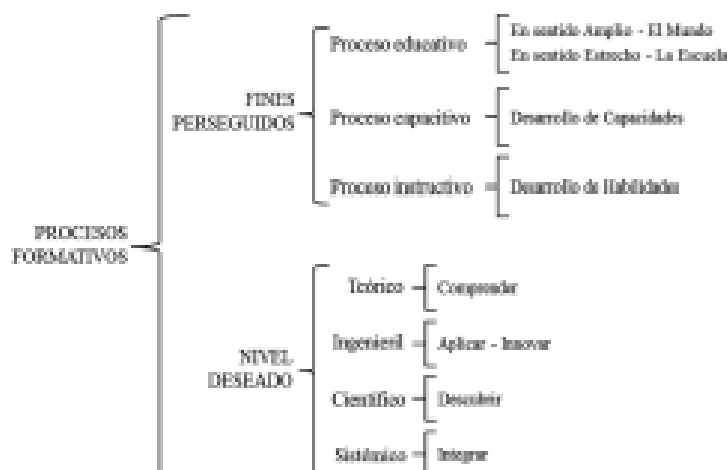 PROCESOS
FORMATIVOS
FINES
PERSEGUIDOS
Proceso educativo
En sentido Amplio - El Mundo
En sentido Estrecho - La Escuela
Proceso capacitivo
Desarrollo de Capacidades
Proceso instructivo
Desarrollo de Habilidades
NIVEL
DESEADO
Teórico
Comprender
Ingenieril
Aplicar - Innovar
Científico
Descubrir
Sistémico
Integrar